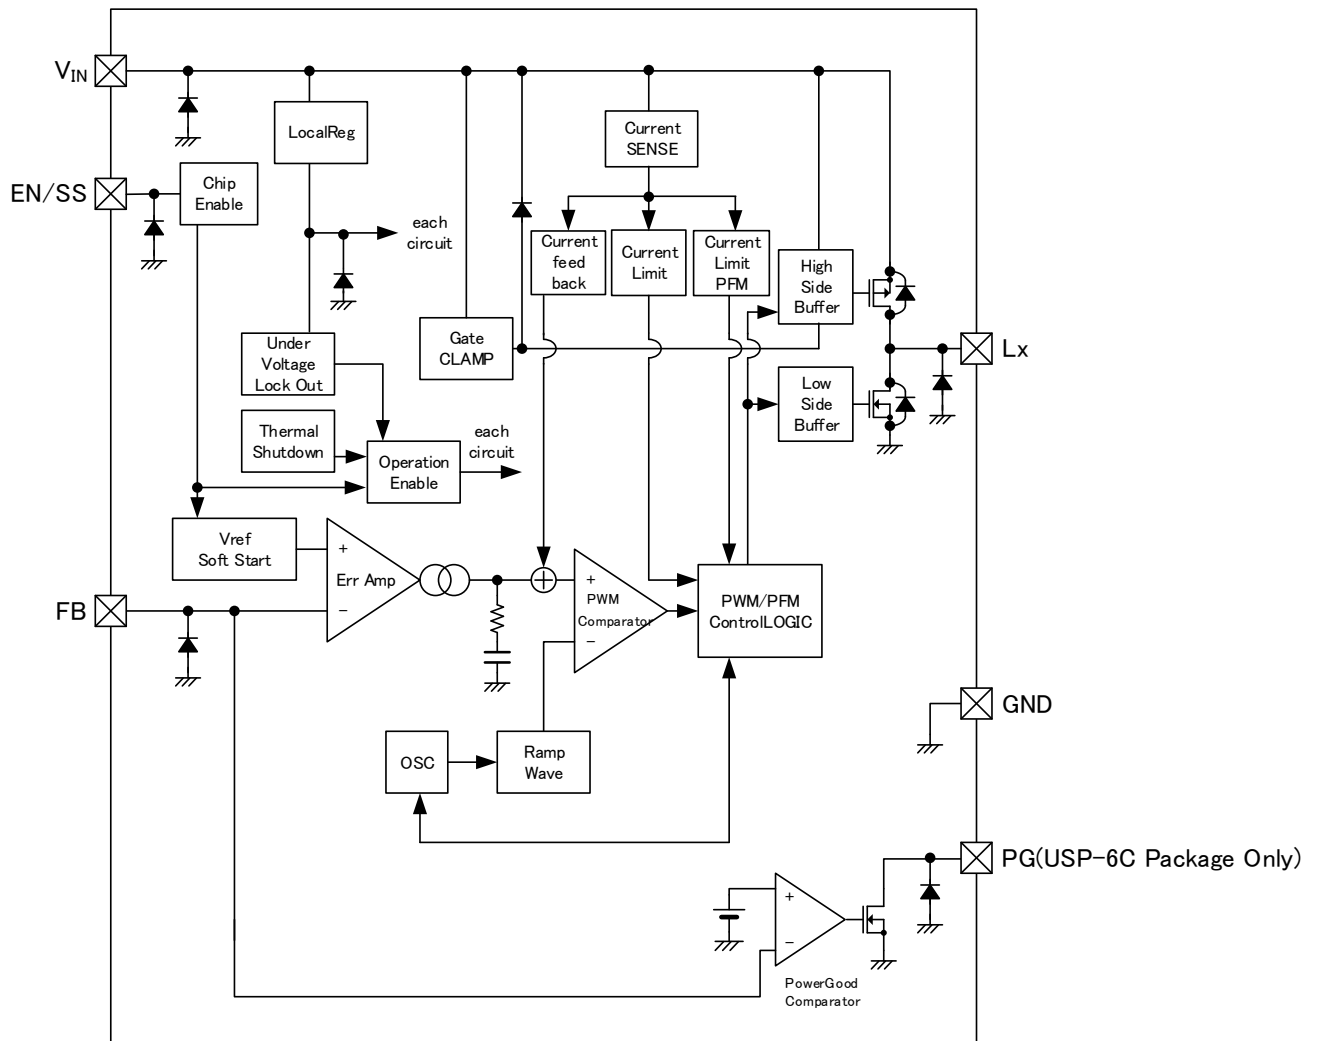 VIN
LocalReg
Current
SENSE
EN/SS
Chip
Enable
each
circuit
Current
feed
back
Current
Limit
Current
Limit
PFM
High
Side
Buffer
Under
Voltage
Lock Out
Gate
CLAMP
Lx
Low
Side
Buffer
Thermal
Shutdown
Operation
Enable
each
circuit
Vref
Soft Start
+
Err Amp
−
+
PWM
Comparator
−
PWM/PFM
ControlLOGIC
FB
GND
OSC
Ramp
Wave
PG(USP-6C Package Only)
+
−
PowerGood
Comparator